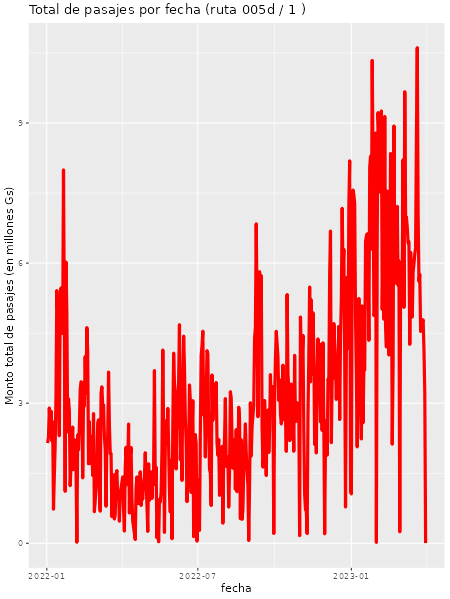 Total de pasajes por fecha (ruta 005d / 1 )
Monto total de pasajes (en millones Gs)
9
6
3
0
2022-01 2022-07 2023-01
fecha